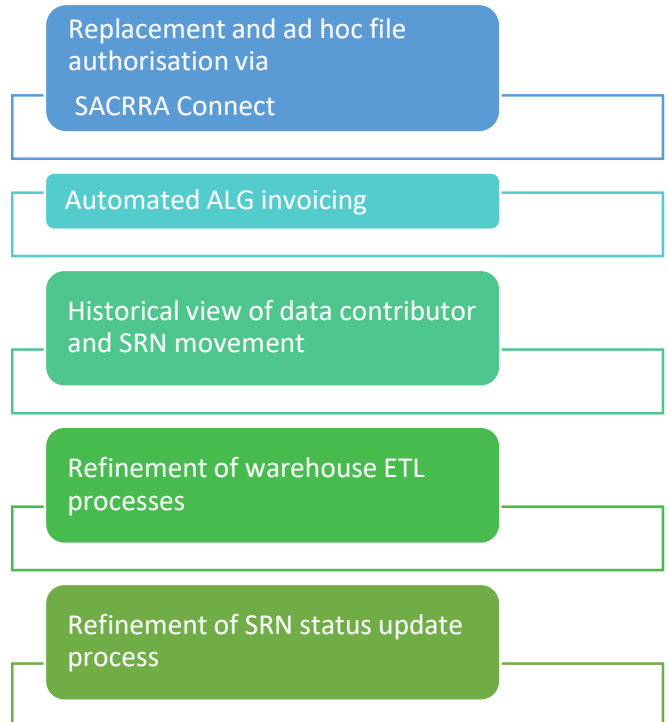 Replacement and ad hoc file
authorisation via
SACRRA Connect
Automated ALG invoicing
Historical view of data contributor
and SRN movement
Refinement of warehouse ETL
processes
Refinement of SRN status update
process